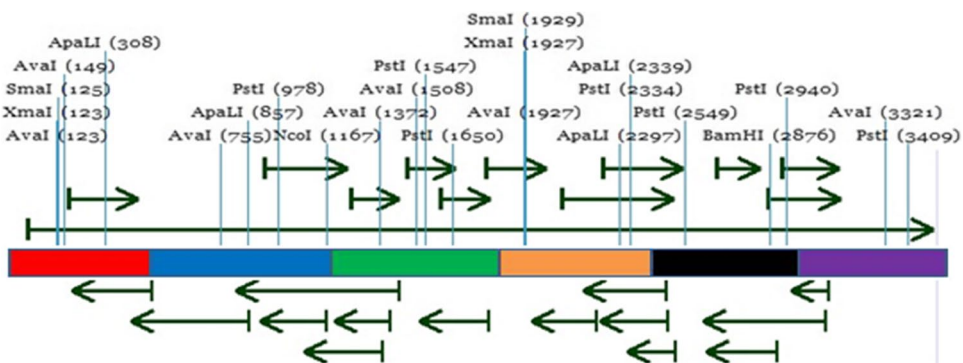 SmaI (1929)
ApaLI (308) XmaI (1927)
AvaI (149) PstI (1547) ApaLI (2339)
SmaI (125) PstI (978) AvaI (1508) PstI (2334) PstI (2940)
XmaI (123) ApaLI (857) AvaI (1372) AvaI (1927) PstI (2549) AvaI (3321)
AvaI (123) AvaI (755) NcoI (1167) PstI (1650) ApaLI (2297) BamHI (2876) PstI (3409)